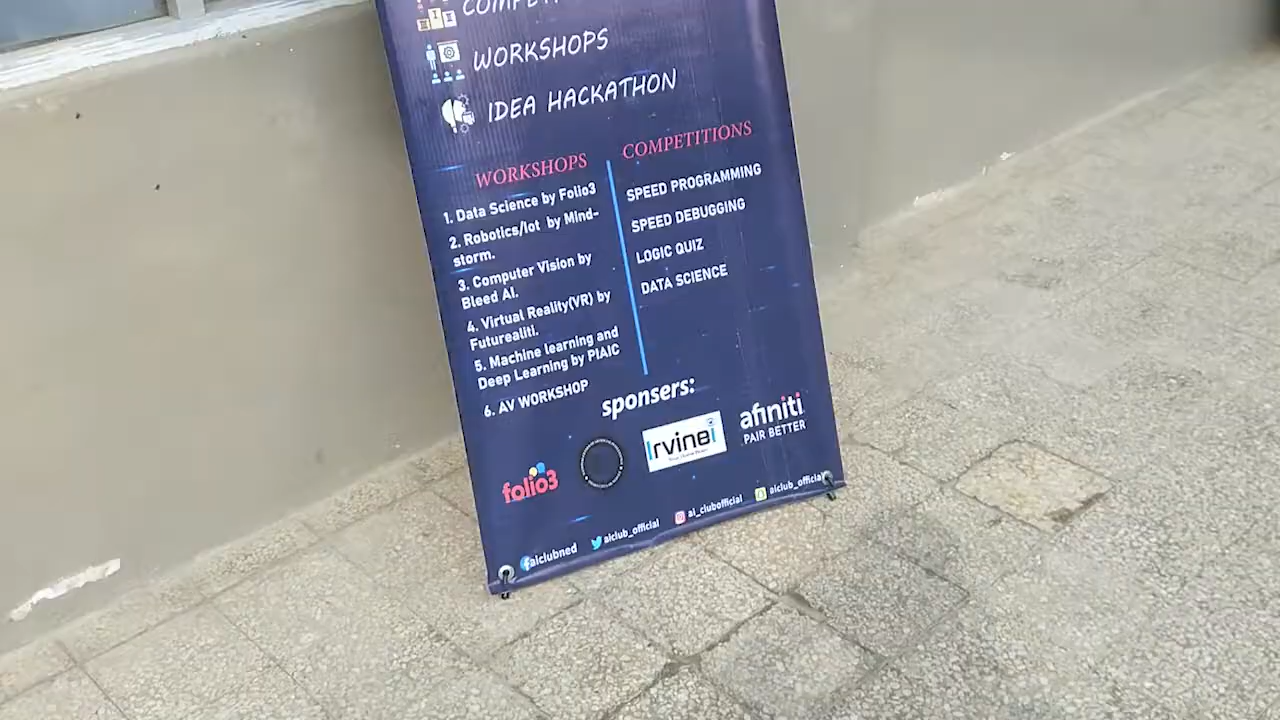 WORKSHOPS
IDEA HACKATHON
WORKSHOPS
1. Data Science by Folio3
2. Robotics/Iot by Mind-
storm.
3. Computer Vision by
Bleed AI.
4. Virtual Reality(VR) by
Futurealiti.
5. Machine learning and
Deep Learning by PIAIC
6. AV WORKSHOP
COMPETITIONS
SPEED PROGRAMMING
SPEED DEBUGGING
LOGIC QUIZ
DATA SCIENCE
sponsers:
folio3
Irvinei
afiniti
PAIR BETTER
aiclubned
aiclub_official
ai_clubofficial
aiclub_official